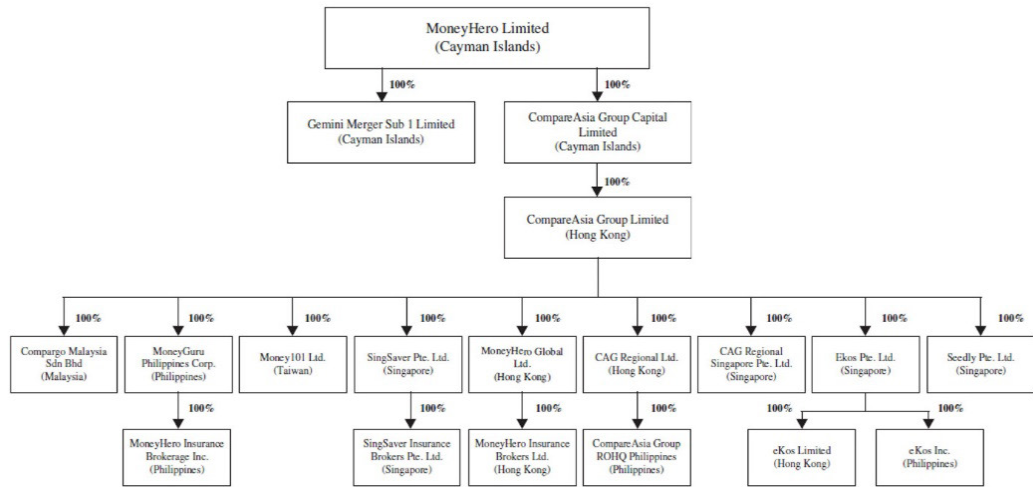 MoneyHero Limited
(Cayman Islands)
100%
100%
Gemini Merger Sub 1 Limited
(Cayman Islands)
CompareAsia Group Capital
Limited
(Cayman Islands)
100%
CompareAsia Group Limited
(Hong Kong)
100%
100%
100%
100%
100%
100%
100%
100%
100%
Compargo Malaysia
Sdn Bhd
(Malaysia)
MoneyGuru
Philippines Corp.
(Philippines)
Money101 Ltd.
(Taiwan)
SingSaver Pte. Ltd.
(Singapore)
MoneyHero Global
Ltd.
(Hong Kong)
CAG Regional Ltd.
(Hong Kong)
CAG Regional
Singapore Pte. Ltd.
(Singapore)
Ekos Pte. Ltd.
(Singapore)
Seedly Pte. Ltd.
(Singapore)
100%
100%
100%
100%
100%
100%
MoneyHero Insurance
Brokerage Inc.
(Philippines)
SingSaver Insurance
Brokers Pte. Ltd.
(Singapore)
MoneyHero Insurance
Brokers Ltd.
(Hong Kong)
CompareAsia Group
ROHQ Philippines
(Philippines)
eKos Limited
(Hong Kong)
eKos Inc.
(Philippines)